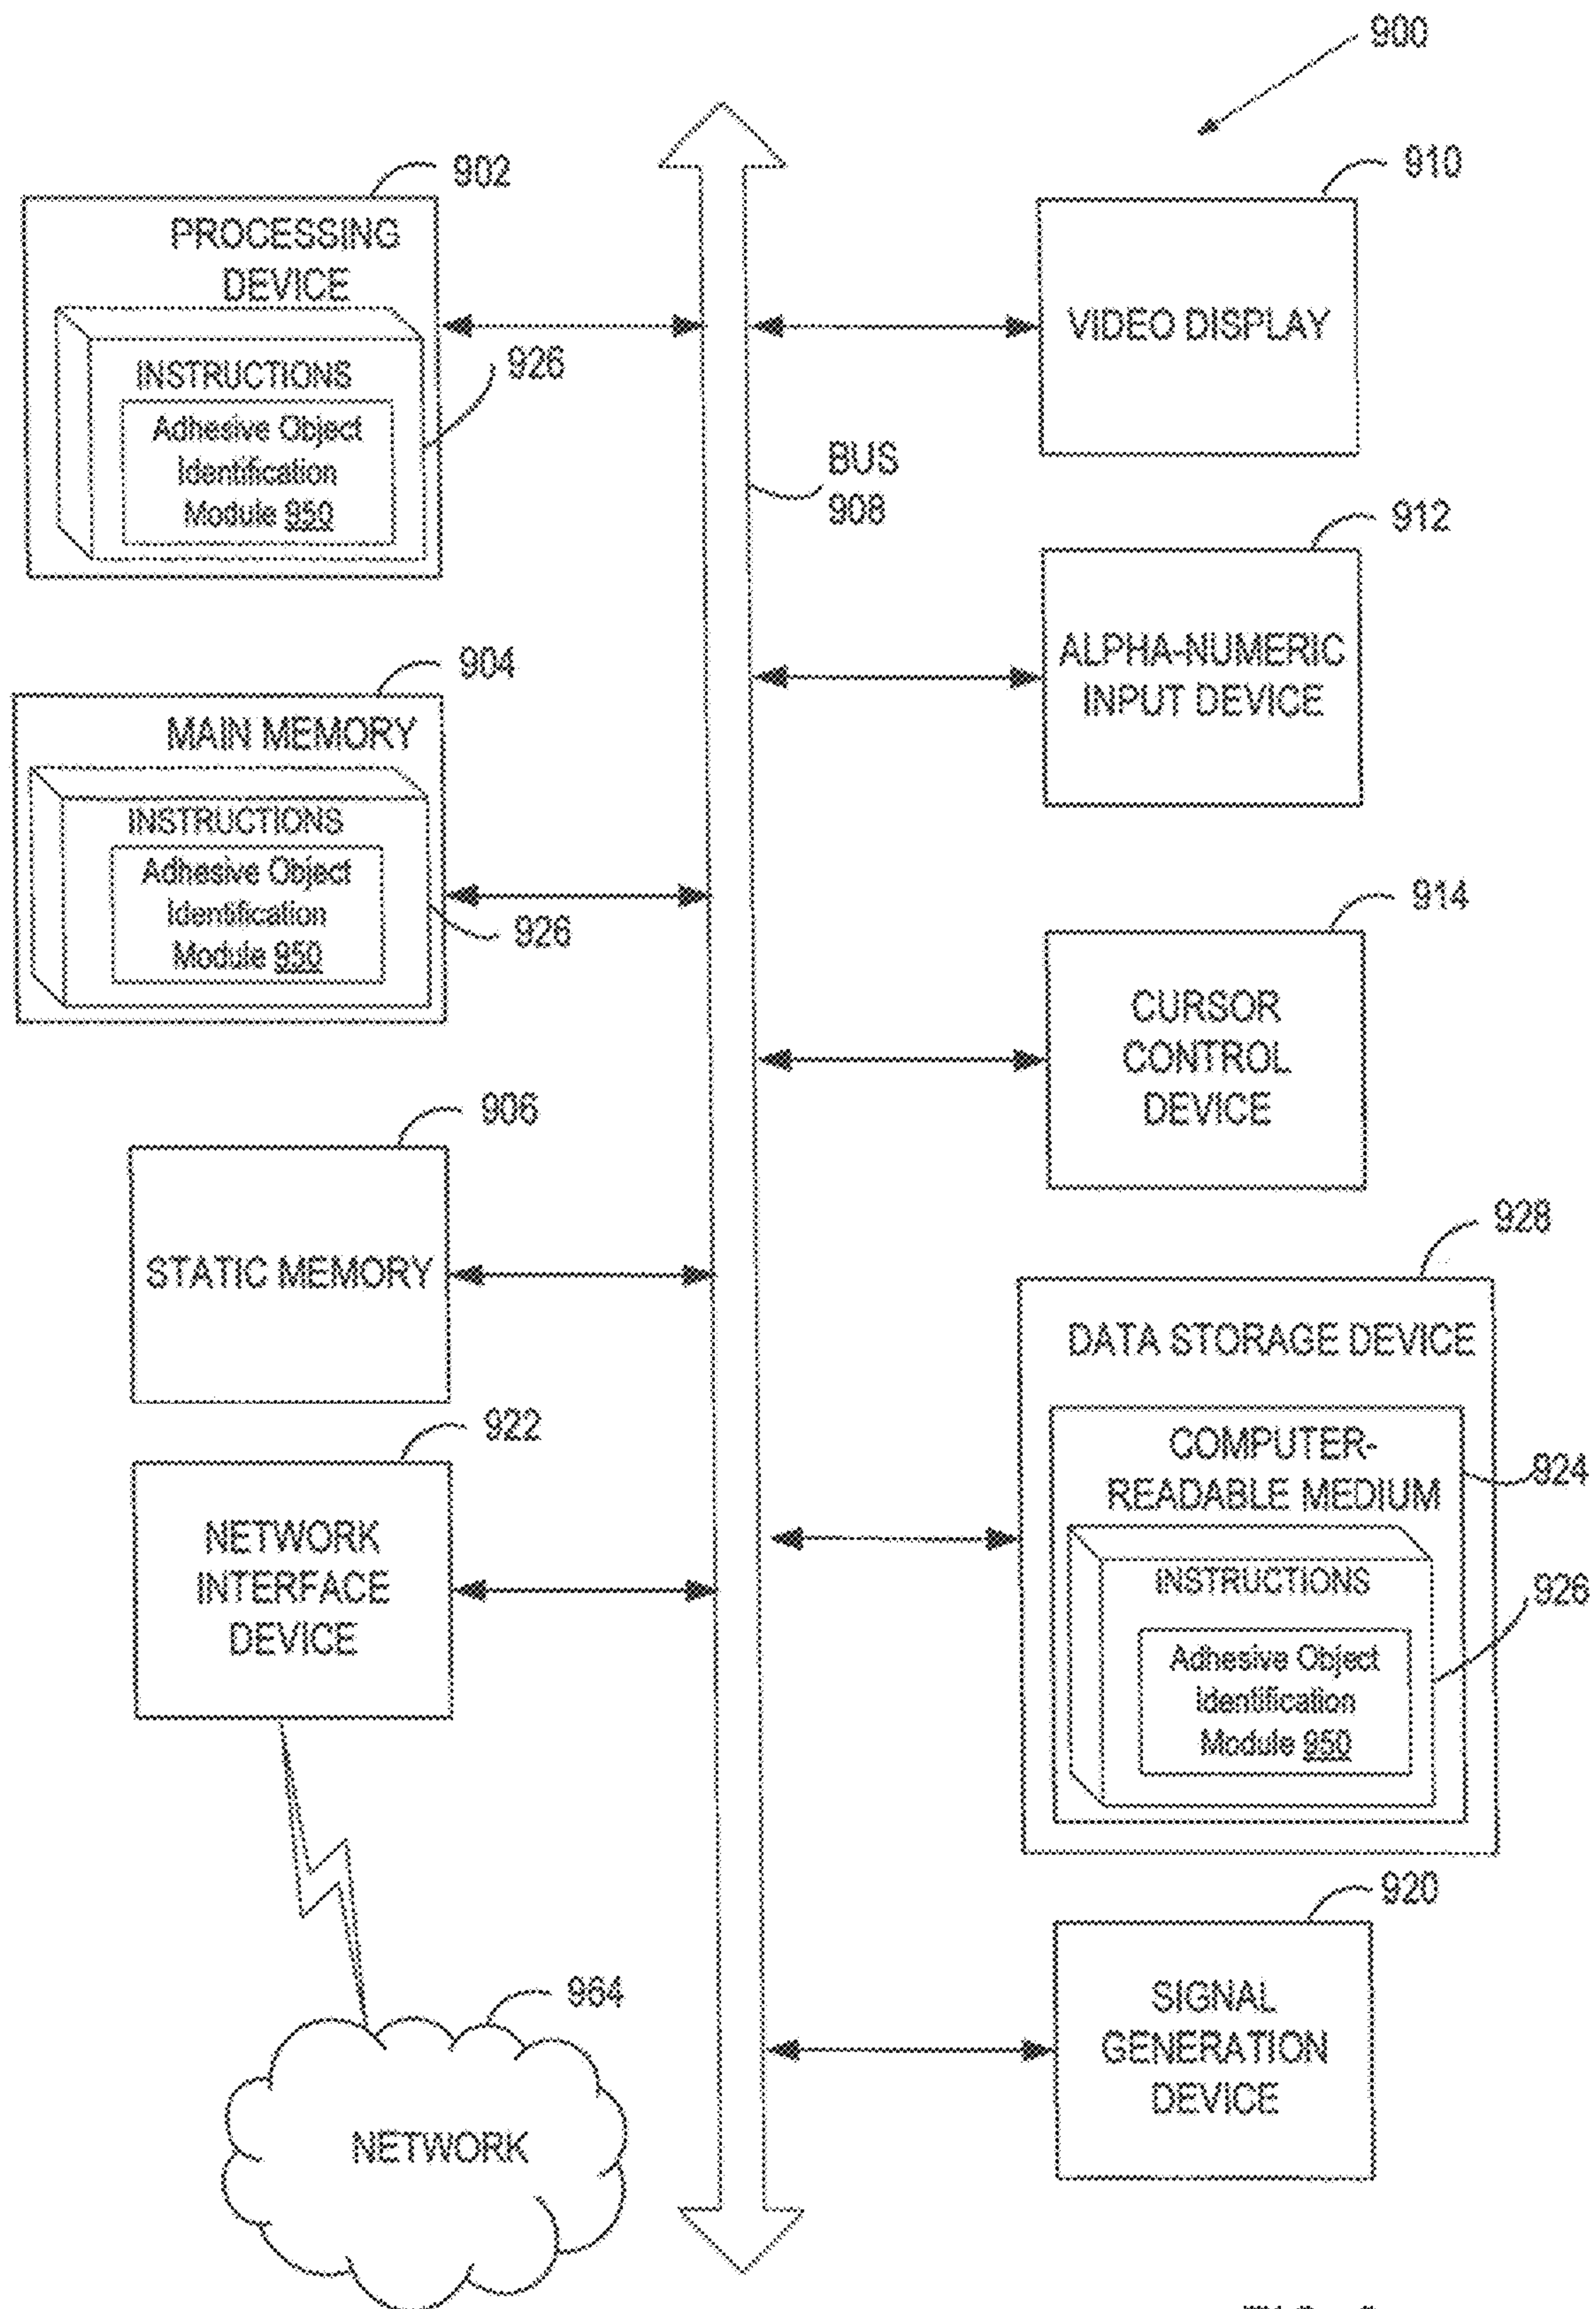 900
902
PROCESSING
DEVICE
INSTRUCTIONS
Adhesive Object
Identification
Module 950
926
910
VIDEO DISPLAY
BUS
908
912
ALPHA-NUMERIC
INPUT DEVICE
904
MAIN MEMORY
INSTRUCTIONS
Adhesive Object
Identification
Module 950
926
914
CURSOR
CONTROL
DEVICE
906
STATIC MEMORY
928
DATA STORAGE DEVICE
COMPUTER-
READABLE MEDIUM
924
INSTRUCTIONS
Adhesive Object
Identification
Module 950
926
922
NETWORK
INTERFACE
DEVICE
920
SIGNAL
GENERATION
DEVICE
964
NETWORK